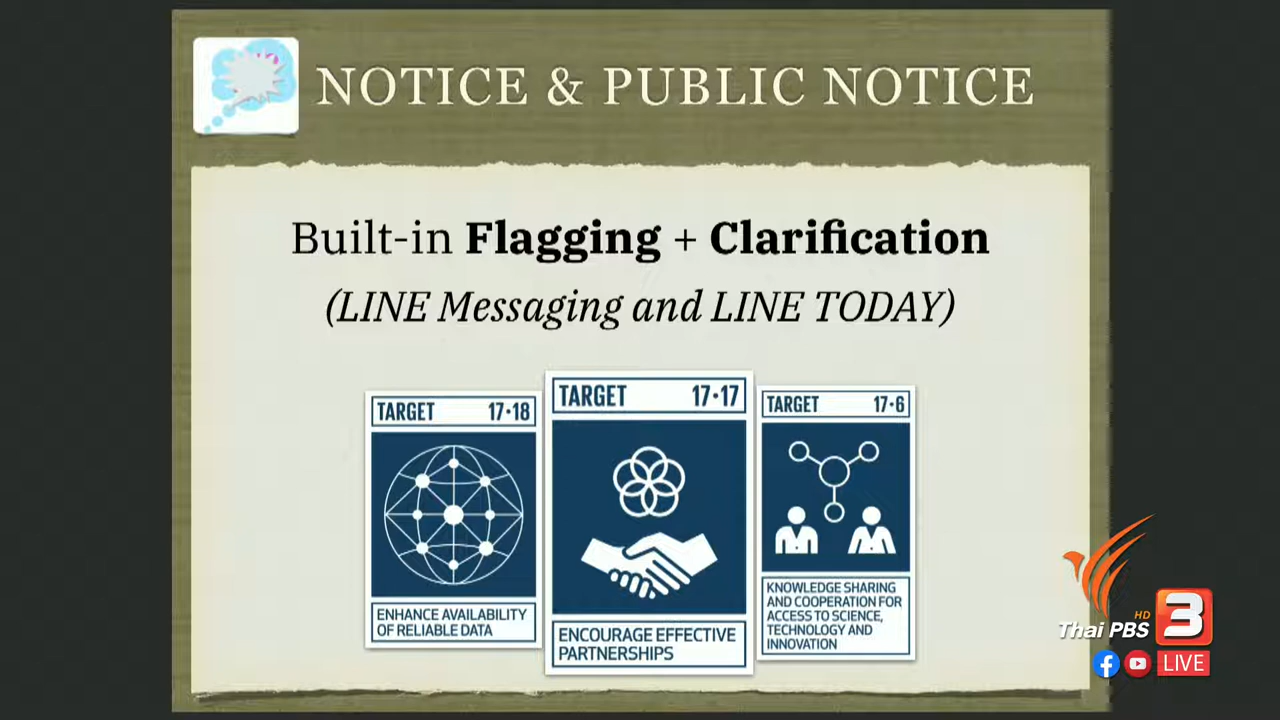 NOTICE & PUBLIC NOTICE
Built-in Flagging + Clarification
(LINE Messaging and LINE TODAY)
TARGET 17·18
ENHANCE AVAILABILITY
OF RELIABLE DATA
TARGET 17·17
ENCOURAGE EFFECTIVE
PARTNERSHIPS
TARGET 17·6
KNOWLEDGE SHARING
AND COOPERATION FOR
ACCESS TO SCIENCE,
TECHNOLOGY AND
INNOVATION
HD
Thai PBS 3
LIVE